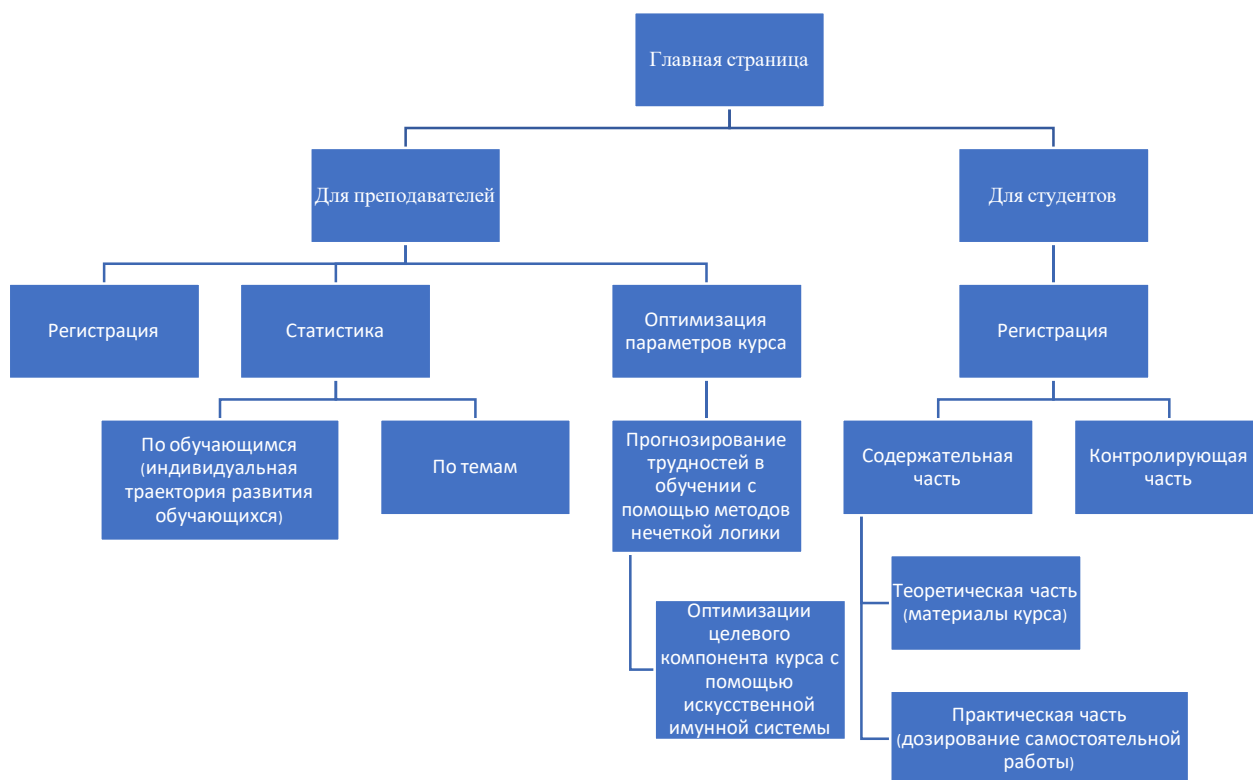 Главная страница
Для преподавателей
Для студентов
Регистрация
Статистика
Оптимизация
параметров курса
Регистрация
По обучающимся
(индивидуальная
траектория развития
обучающихся)
По темам
Прогнозирование
трудностей в
обучении с
помощью методов
нечеткой логики
Содержательная
часть
Контролирующая
часть
Оптимизации
целевого
компонента курса с
помощью
искусственной
имунной системы
Теоретическая часть
(материалы курса)
Практическая часть
(дозирование самостоятельной
работы)